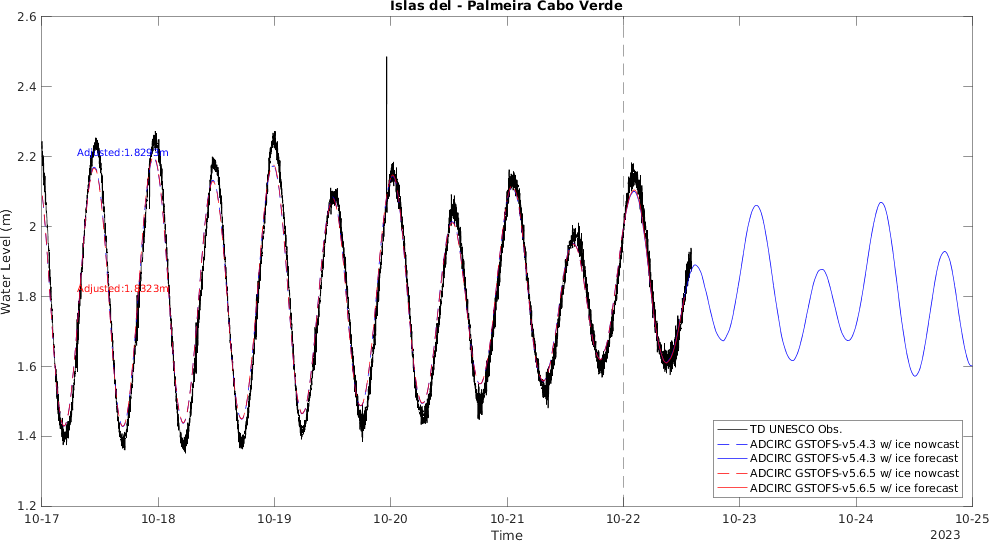 Islas del - Palmeira Cabo Verde
2.6
2.4
2.2
2
1.8
1.6
1.4
1.2
Water Level (m)
Adjusted:1.8293m
Adjusted:1.8323m
TD UNESCO Obs.
ADCIRC GSTOFS-v5.4.3 w/ ice nowcast
ADCIRC GSTOFS-v5.4.3 w/ ice forecast
ADCIRC GSTOFS-v5.6.5 w/ ice nowcast
ADCIRC GSTOFS-v5.6.5 w/ ice forecast
10-17 10-18 10-19 10-20 10-21 10-22 10-23 10-24 10-25
Time
2023